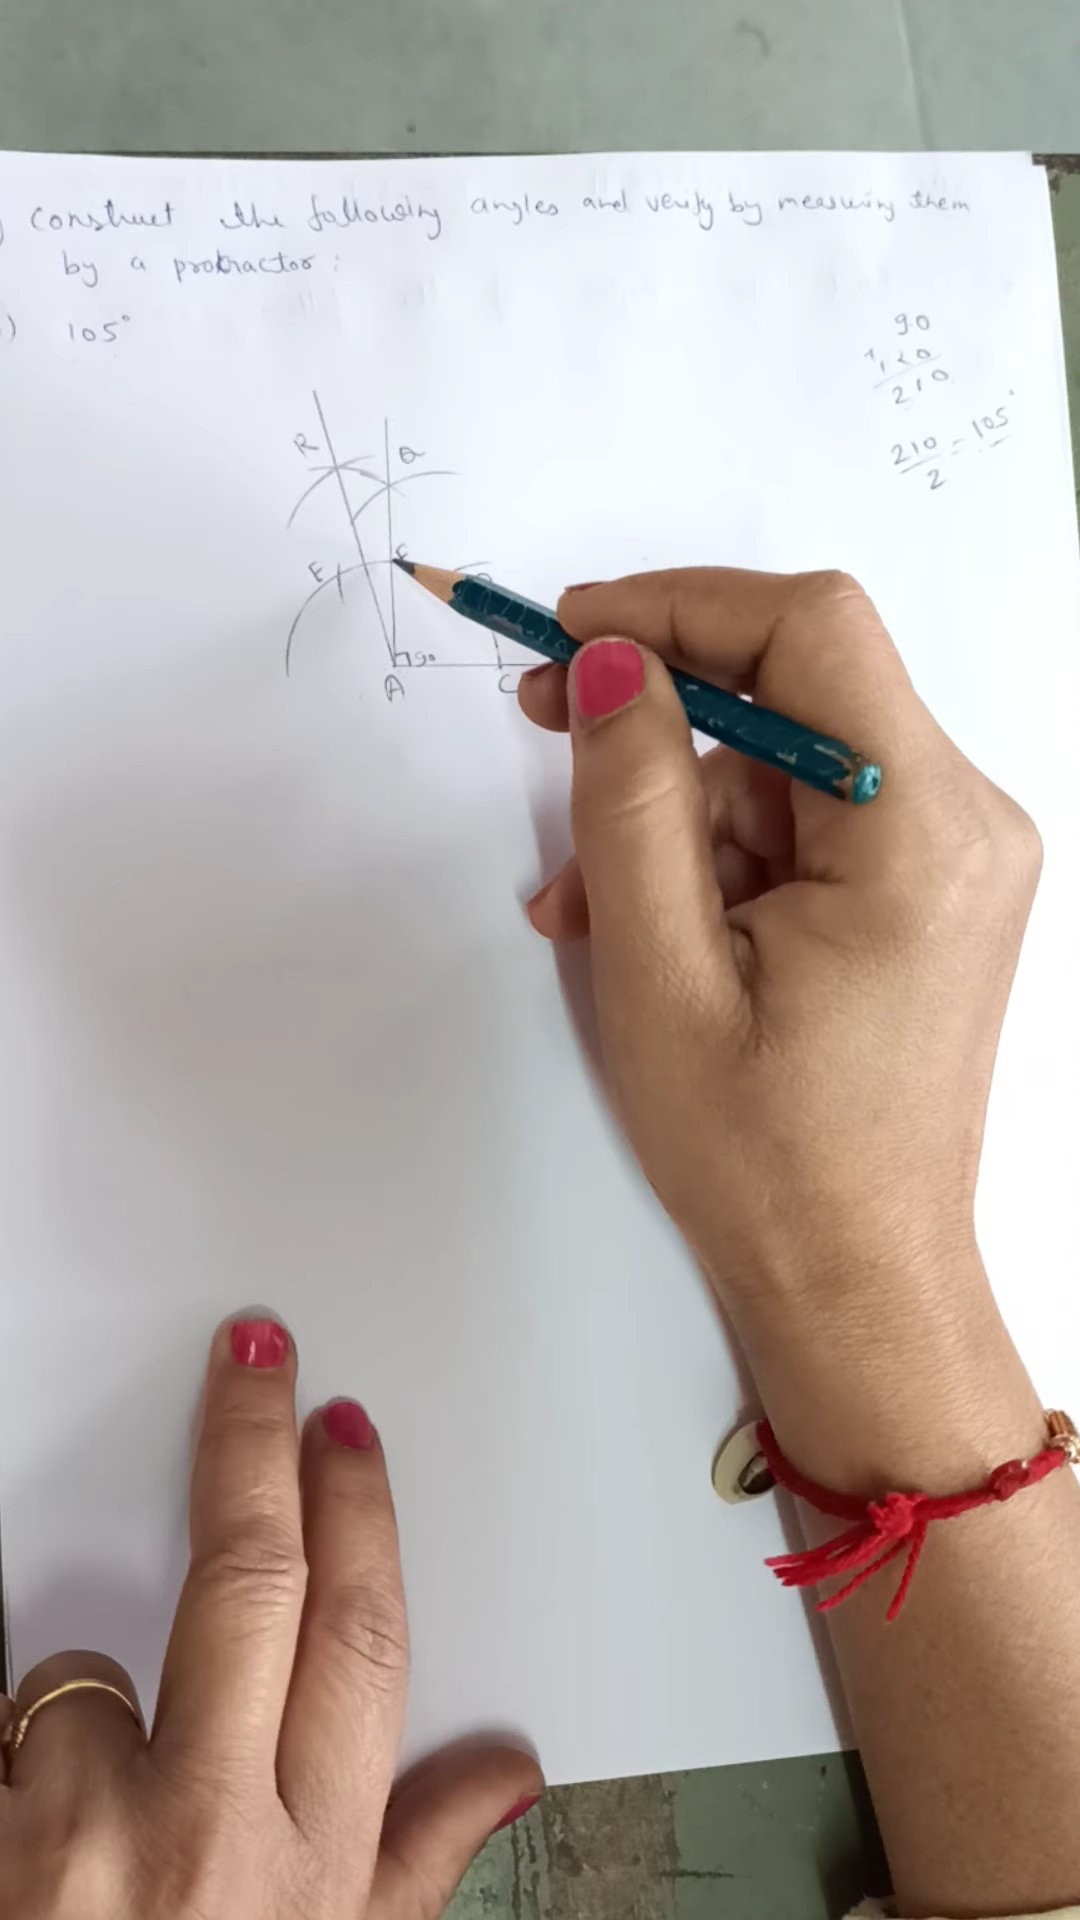 construct the following angles and verify by measuring them
by a protractor :
) 105°
90
+120
210
210/2 = 105°
R
Q
E
F
90
A
C